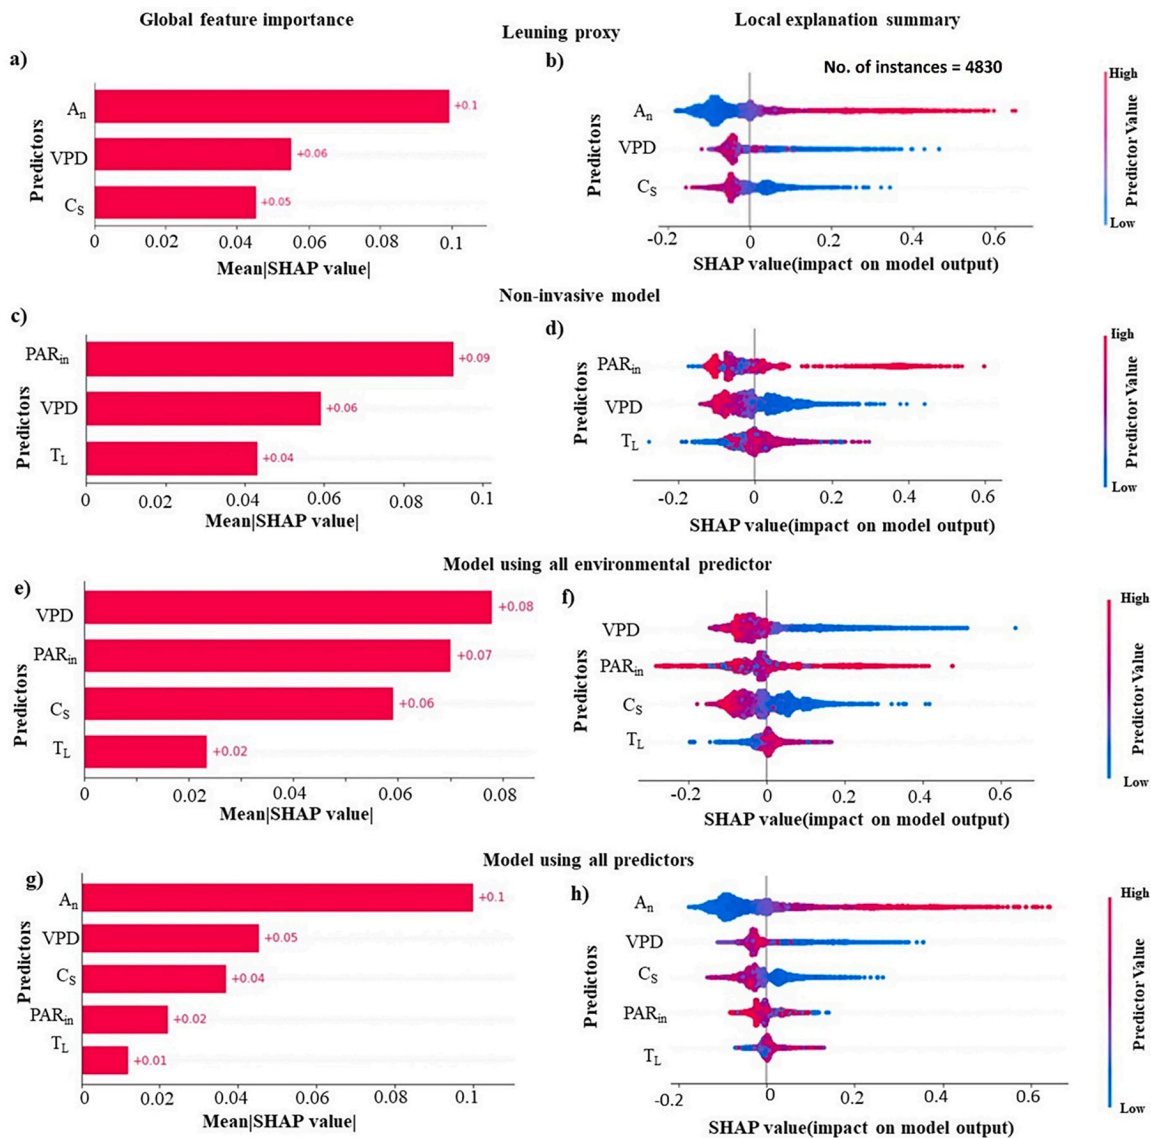 Global feature importance
Local explanation summary
Leuning proxy
a)
Predictors
An
VPD
CS
+0.1
+0.06
+0.05
0 0.02 0.04 0.06 0.08 0.1
Mean|SHAP value|
b)
No. of instances = 4830
Predictors
An
VPD
CS
-0.2 0 0.2 0.4 0.6
SHAP value(impact on model output)
High
Predictor Value
Low
Non-invasive model
c)
Predictors
PARin
VPD
TL
+0.09
+0.06
+0.04
0 0.02 0.04 0.06 0.08 0.1
Mean|SHAP value|
d)
Predictors
PARin
VPD
TL
-0.2 0 0.2 0.4 0.6
SHAP value(impact on model output)
Iigh
Predictor Value
Low
Model using all environmental predictor
e)
Predictors
VPD
PARin
CS
TL
+0.08
+0.07
+0.06
+0.02
0 0.02 0.04 0.06 0.08
Mean|SHAP value|
f)
Predictors
VPD
PARin
CS
TL
-0.2 0 0.2 0.4 0.6
SHAP value(impact on model output)
High
Predictor Value
Low
Model using all predictors
g)
Predictors
An
VPD
CS
PARin
TL
+0.1
+0.05
+0.04
+0.02
+0.01
0 0.02 0.04 0.06 0.08 0.1
Mean|SHAP value|
h)
Predictors
An
VPD
CS
PARin
TL
-0.2 0 0.2 0.4 0.6
SHAP value(impact on model output)
High
Predictor Value
Low